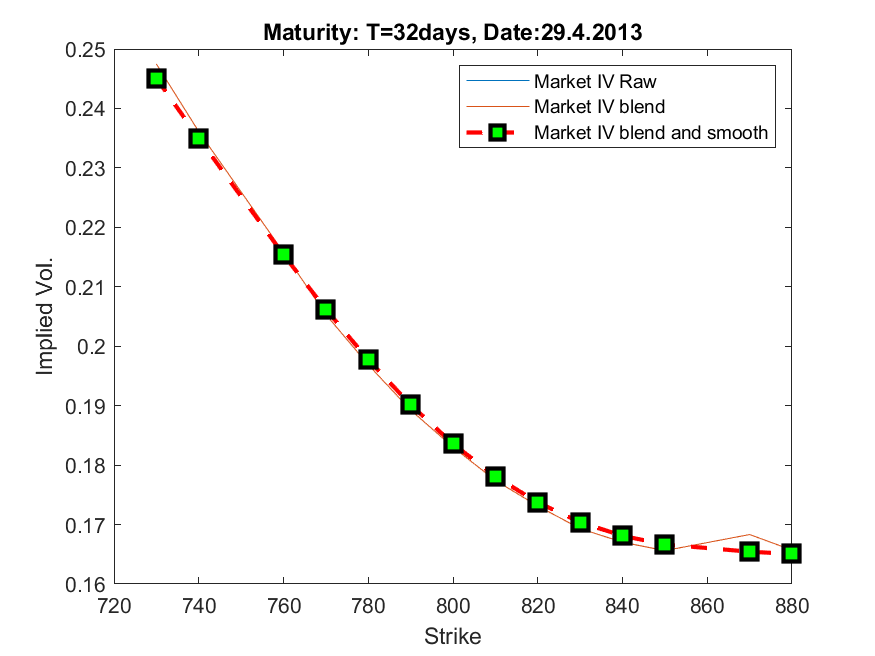 Maturity: T=32days, Date:29.4.2013
0.25
0.24
0.23
0.22
0.21
0.2
0.19
0.18
0.17
0.16
Implied Vol.
Market IV Raw
Market IV blend
Market IV blend and smooth
720 740 760 780 800 820 840 860 880
Strike